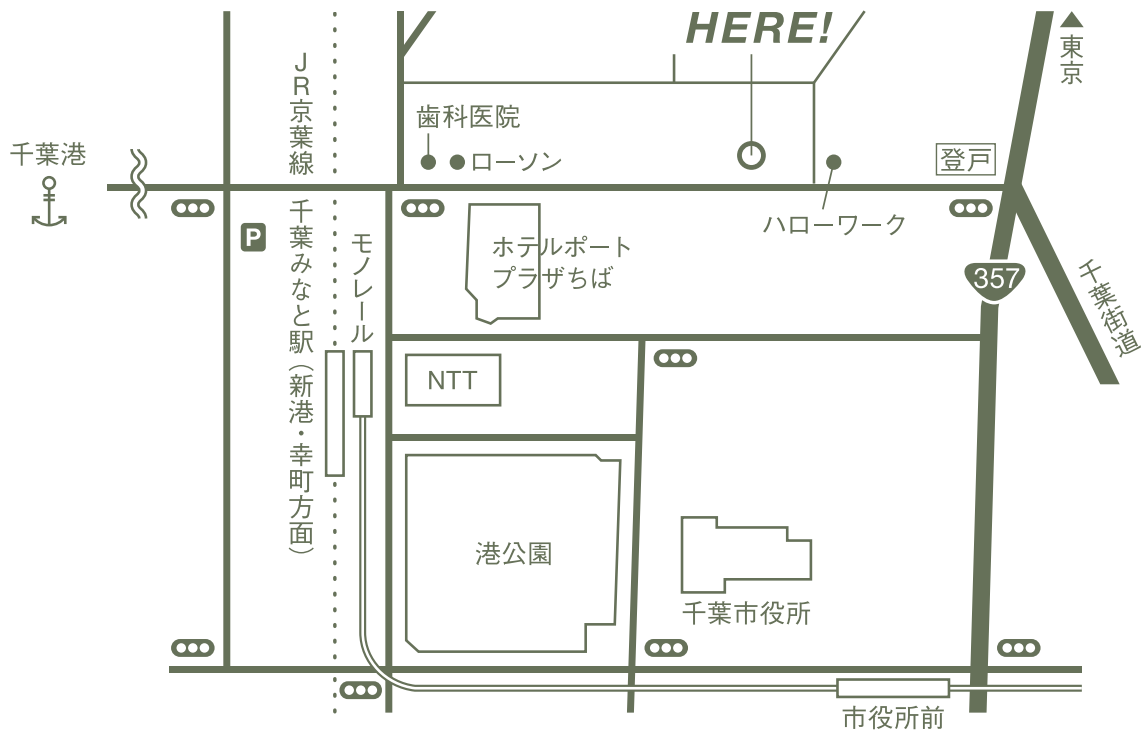 HERE!
東京
JR京葉線
歯科医院
ローソン
千葉港
登戸
ハローワーク
P
千葉みなと駅（新港・幸町方面）
モノレール
ホテルポート
プラザちば
357
千葉街道
NTT
港公園
千葉市役所
市役所前